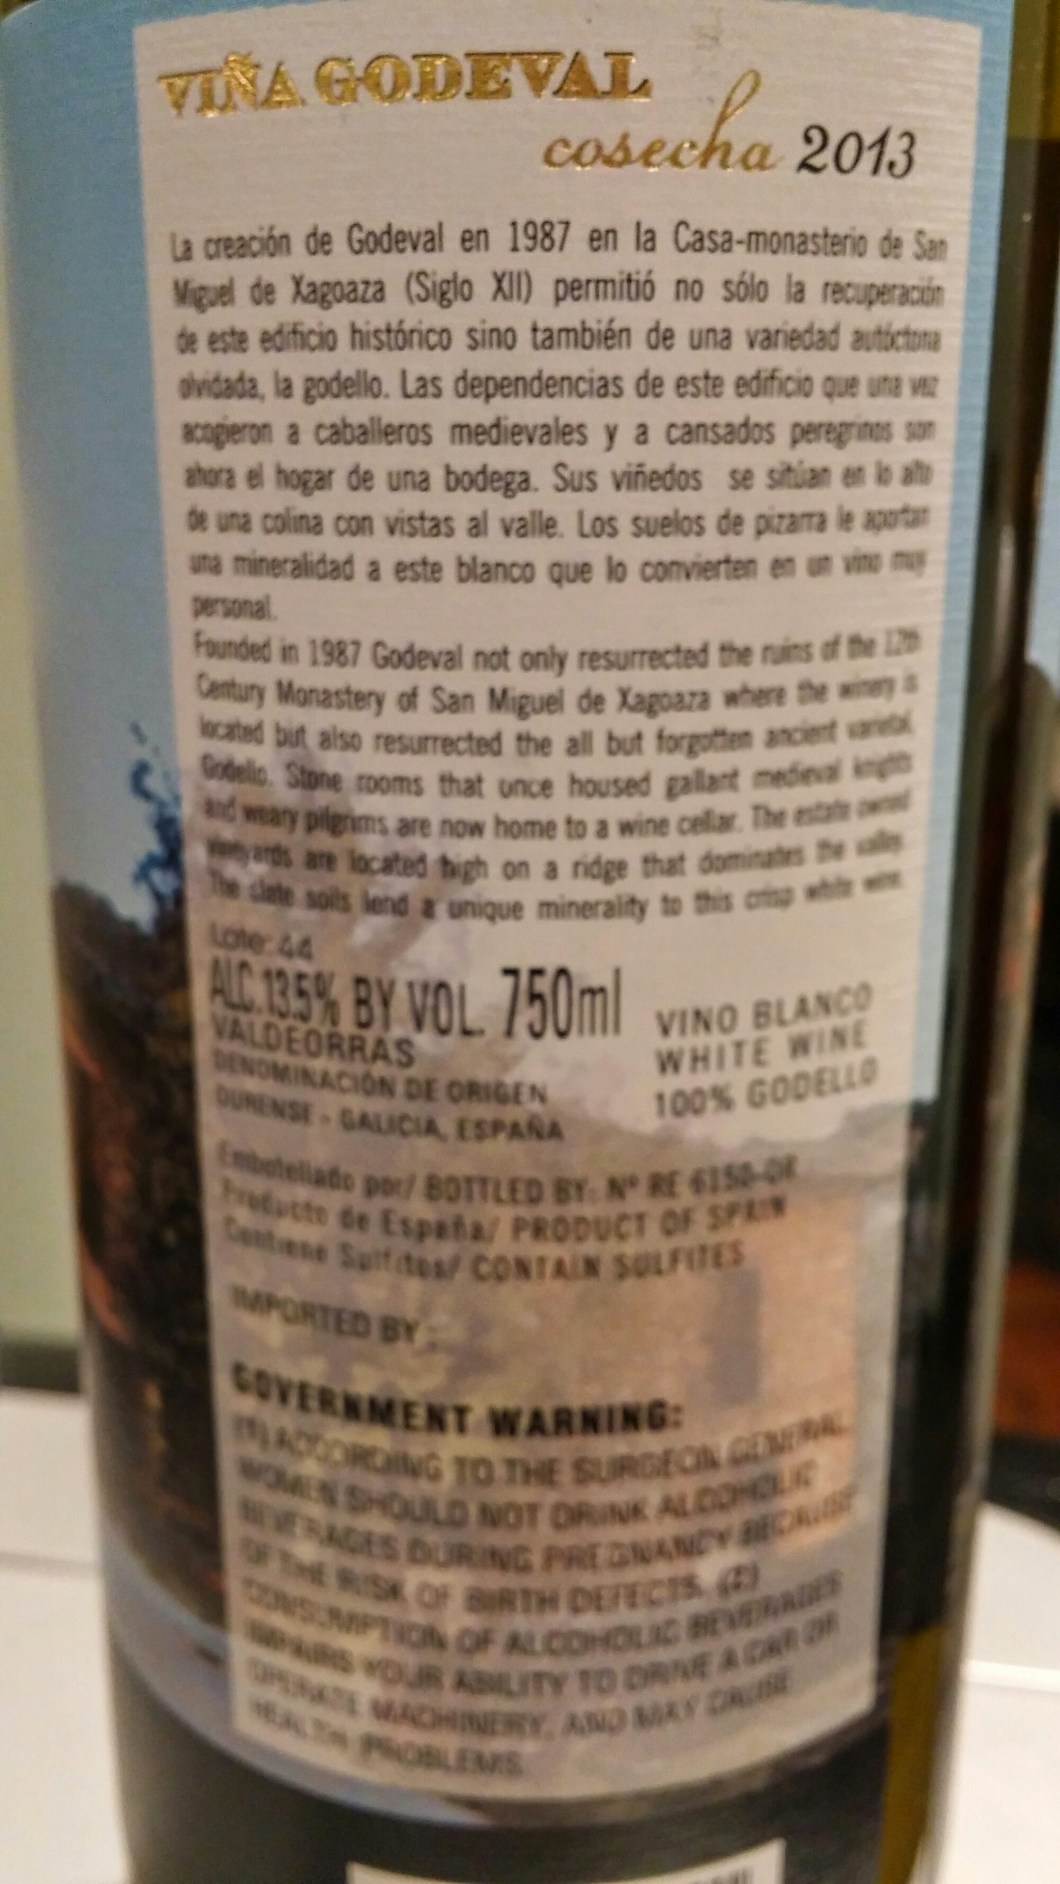 VIÑA GODEVAL
cosecha 2013
La creación de Godeval en 1987 en la Casa-monasterio de San
Miguel de Xagoaza (Siglo XII) permitió no sólo la recuperación
de este edificio histórico sino también de una variedad autóctona
olvidada, la godello. Las dependencias de este edificio que una vez
acogieron a caballeros medievales y a cansados peregrinos son
ahora el hogar de una bodega. Sus viñedos se sitúan en lo alto
de una colina con vistas al valle. Los suelos de pizarra le aportan
una mineralidad a este blanco que lo convierten en un vino muy
personal.
Founded in 1987 Godeval not only resurrected the ruins of the 12th
Century Monastery of San Miguel de Xagoaza where the winery is
located but also resurrected the all but forgotten ancient varietal,
Godello. Stone rooms that once housed gallant medieval knights
and weary pilgrims are now home to a wine cellar. The estate owned
vineyards are located high on a ridge that dominates the valley.
The slate soils lend a unique minerality to this crisp white wine.
Lote: 44
ALC. 13.5% BY VOL. 750ml
VALDEORRAS
DENOMINACIÓN DE ORIGEN
OURENSE - GALICIA, ESPAÑA
VINO BLANCO
WHITE WINE
100% GODELLO
Embotellado por/ BOTTLED BY: Nº RE 6150-OR
Producto de España/ PRODUCT OF SPAIN
Contiene Sulfitos/ CONTAIN SULFITES
IMPORTED BY:
GOVERNMENT WARNING:
(1) ACCORDING TO THE SURGEON GENERAL
WOMEN SHOULD NOT DRINK ALCOHOLIC
BEVERAGES DURING PREGNANCY BECAUSE
OF THE RISK OF BIRTH DEFECTS. (2)
CONSUMPTION OF ALCOHOLIC BEVERAGES
IMPAIRS YOUR ABILITY TO DRIVE A CAR OR
OPERATE MACHINERY, AND MAY CAUSE
HEALTH PROBLEMS